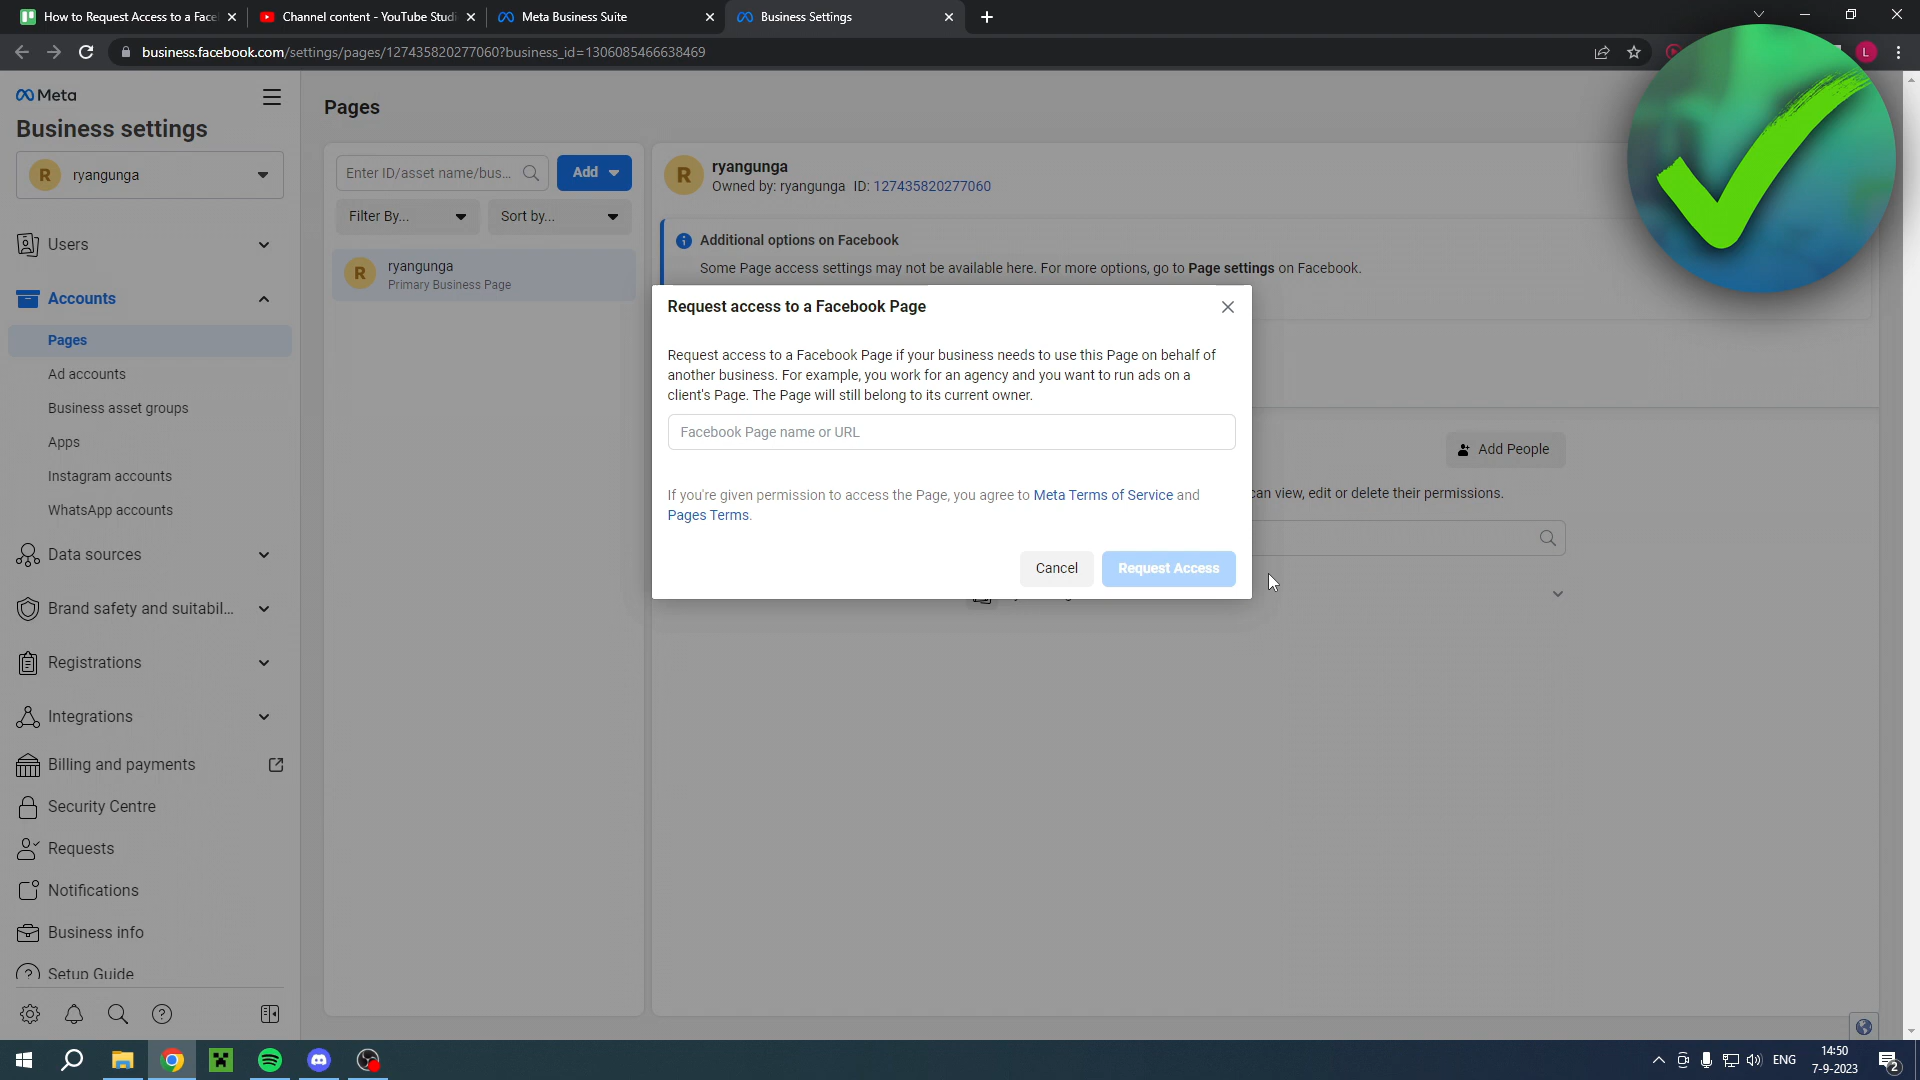 How to Request Access to a Face
Channel content - YouTube Studi
Meta Business Suite
Business Settings
business.facebook.com/settings/pages/127435820277060?business_id=1306085466638469
L
Meta
Business settings
R ryangunga
Users
Accounts
Pages
Ad accounts
Business asset groups
Apps
Instagram accounts
WhatsApp accounts
Data sources
Brand safety and suitabil...
Registrations
Integrations
Billing and payments
Security Centre
Requests
Notifications
Business info
Setup Guide
Pages
Enter ID/asset name/bus...
Add
Filter By...
Sort by...
R ryangunga
Primary Business Page
R ryangunga
Owned by: ryangunga ID: 127435820277060
Additional options on Facebook
Some Page access settings may not be available here. For more options, go to Page settings on Facebook.
Request access to a Facebook Page
Request access to a Facebook Page if your business needs to use this Page on behalf of
another business. For example, you work for an agency and you want to run ads on a
client's Page. The Page will still belong to its current owner.
Facebook Page name or URL
If you're given permission to access the Page, you agree to Meta Terms of Service and
Pages Terms.
Cancel
Request Access
Add People
can view, edit or delete their permissions.
ENG
14:50
7-9-2023
2